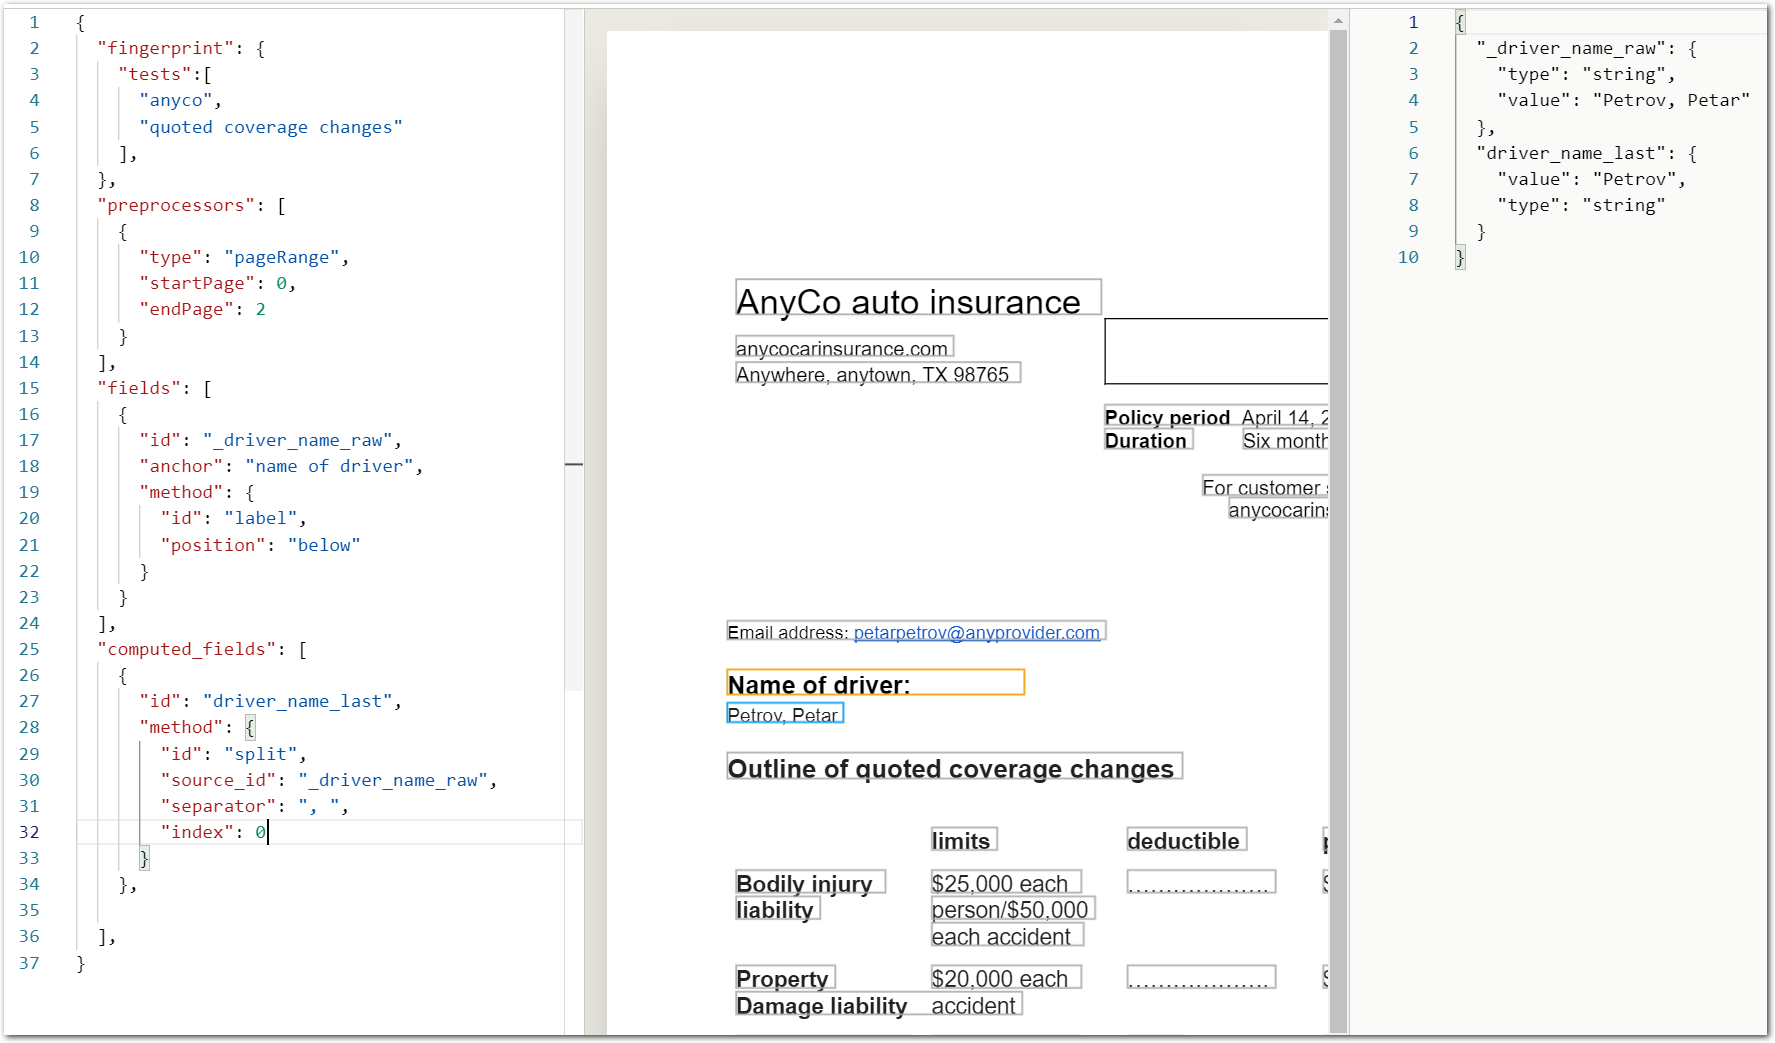 1 {
2 "fingerprint": {
3 "tests":[
4 "anyco",
5 "quoted coverage changes"
6 ],
7 },
8 "preprocessors": [
9 {
10 "type": "pageRange",
11 "startPage": 0,
12 "endPage": 2
13 }
14 ],
15 "fields": [
16 {
17 "id": "_driver_name_raw",
18 "anchor": "name of driver",
19 "method": {
20 "id": "label",
21 "position": "below"
22 }
23 }
24 ],
25 "computed_fields": [
26 {
27 "id": "driver_name_last",
28 "method": {
29 "id": "split",
30 "source_id": "_driver_name_raw",
31 "separator": ", ",
32 "index": 0
33 }
34 },
35
36 ],
37 }
AnyCo auto insurance
anycocarinsurance.com
Anywhere, anytown, TX 98765
Policy period April 14, 2
Duration Six month
For customer
anycocarins
Email address: petarpetrov@anyprovider.com
Name of driver:
Petrov, Petar
Outline of quoted coverage changes
limits deductible
Bodily injury $25,000 each ...................
liability person/$50,000
each accident
Property $20,000 each ...................
Damage liability accident
1 {
2 "_driver_name_raw": {
3 "type": "string",
4 "value": "Petrov, Petar"
5 },
6 "driver_name_last": {
7 "value": "Petrov",
8 "type": "string"
9 }
10 }